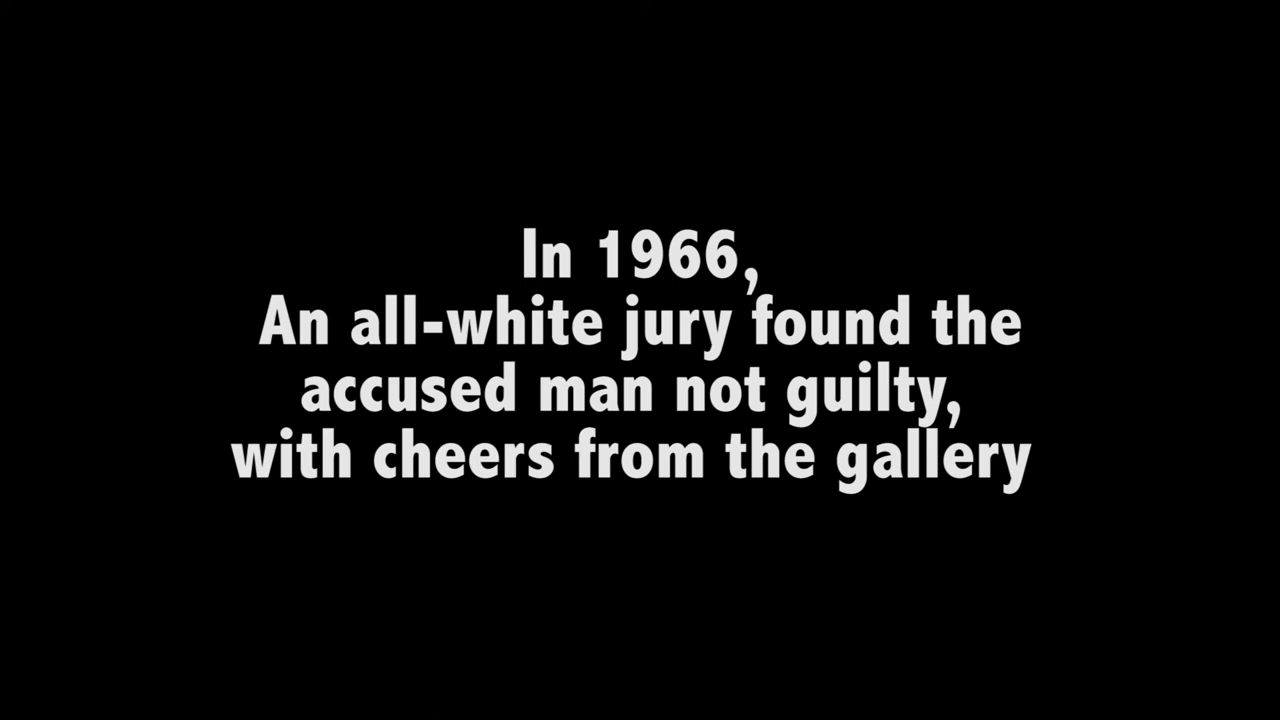 In 1966,
An all-white jury found the
accused man not guilty,
with cheers from the gallery